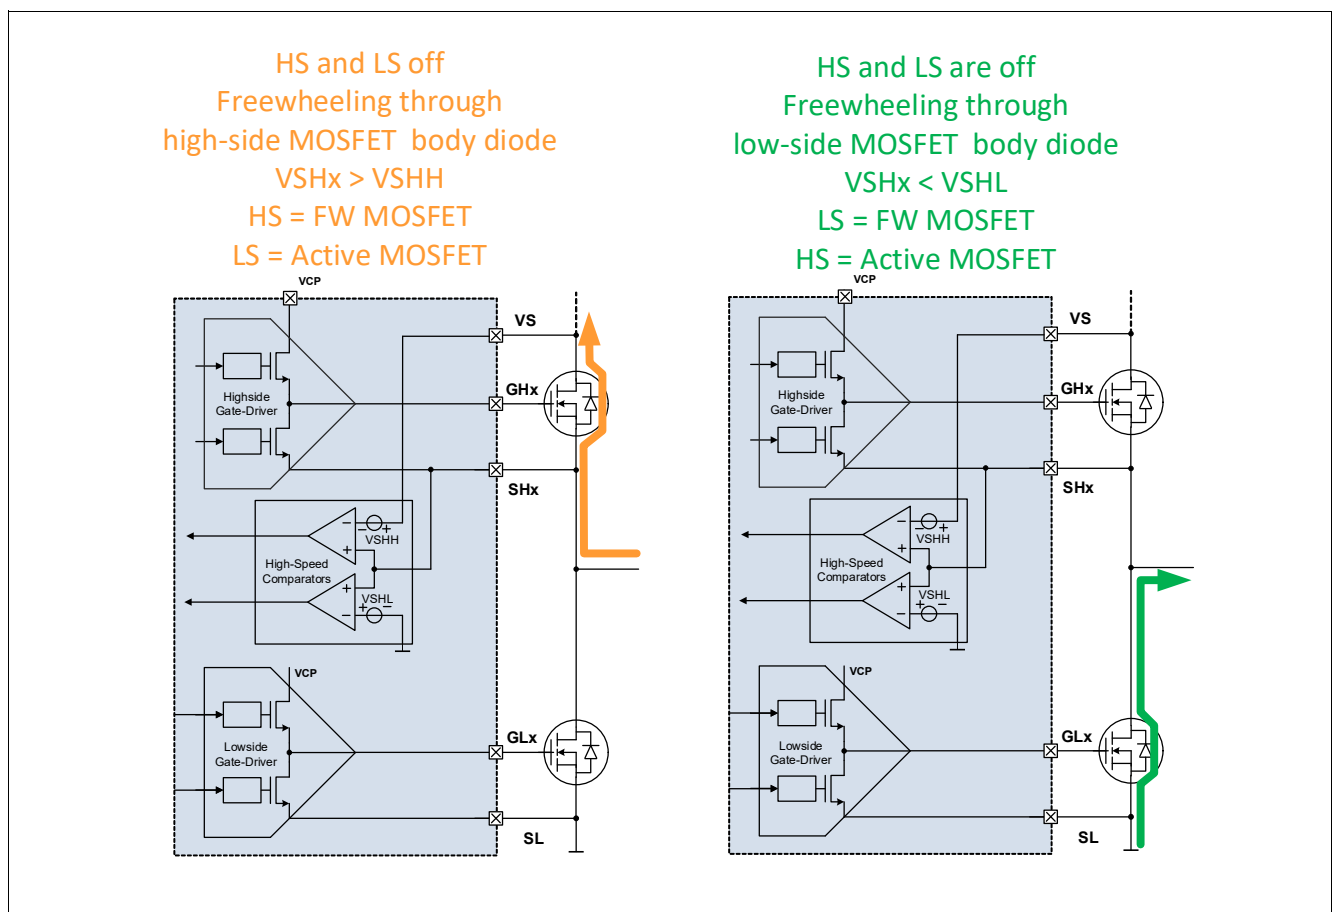 HS and LS off
Freewheeling through
high-side MOSFET body diode
VSHx > VSHH
HS = FW MOSFET
LS = Active MOSFET
VCP
VS
Highside
Gate-Driver
GHx
SHx
− − +
VSHH
+
High-Speed
Comparators
+ VSHL
+ −
−
VCP
Lowside
Gate-Driver
GLx
SL
HS and LS are off
Freewheeling through
low-side MOSFET body diode
VSHx < VSHL
LS = FW MOSFET
HS = Active MOSFET
VCP
VS
Highside
Gate-Driver
GHx
SHx
− − +
VSHH
+
High-Speed
Comparators
+ VSHL
+ −
−
VCP
Lowside
Gate-Driver
GLx
SL